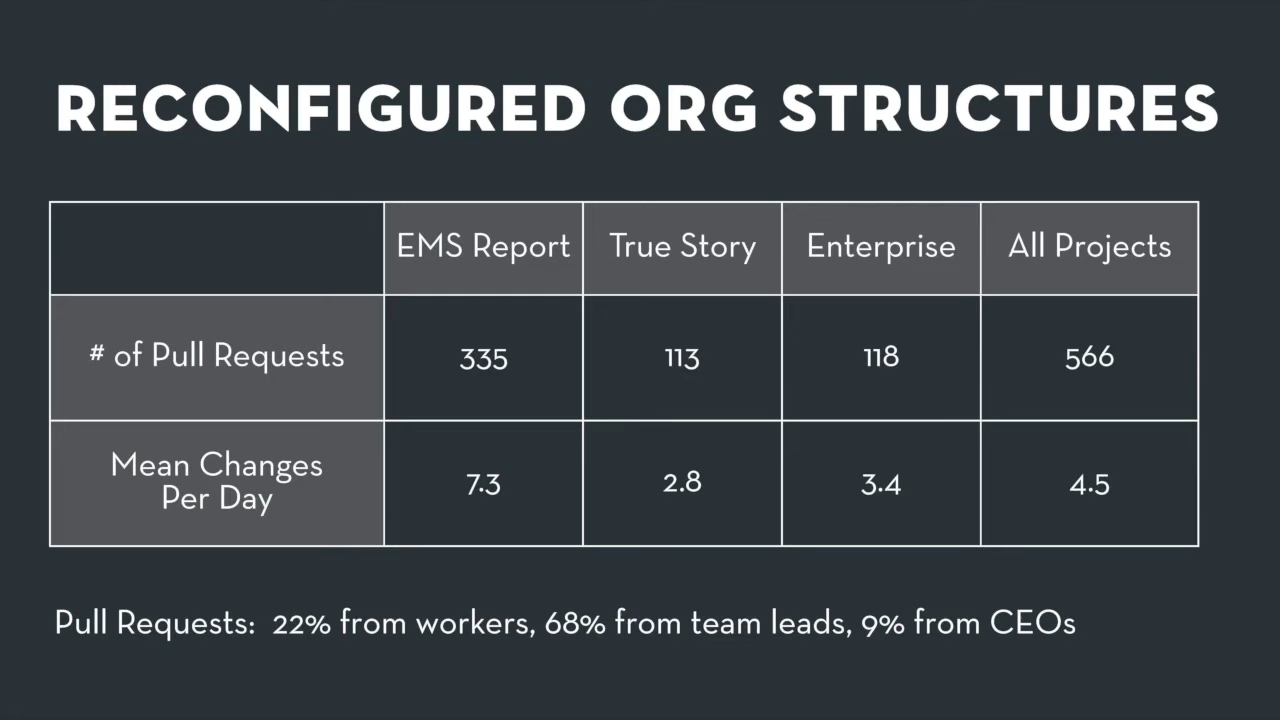 RECONFIGURED ORG STRUCTURES
EMS Report True Story Enterprise All Projects
# of Pull Requests 335 113 118 566
Mean Changes
Per Day 7.3 2.8 3.4 4.5
Pull Requests: 22% from workers, 68% from team leads, 9% from CEOs